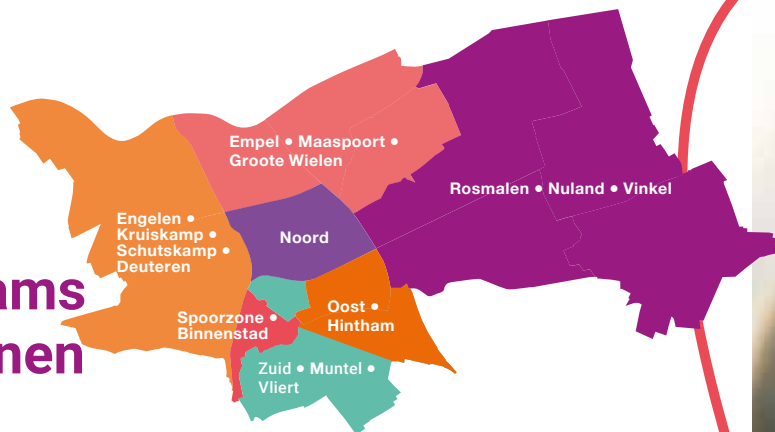 Empel • Maaspoort •
Groote Wielen
Rosmalen • Nuland • Vinkel
Engelen •
Kruiskamp •
Schutskamp •
Deuteren
Noord
ams
nen
Spoorzone •
Binnenstad
Oost •
Hintham
Zuid • Muntel •
Vliert